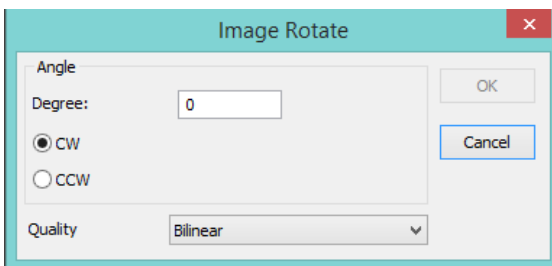 Image Rotate
Angle
OK
Degree: 0
CW
Cancel
CCW
Quality Bilinear